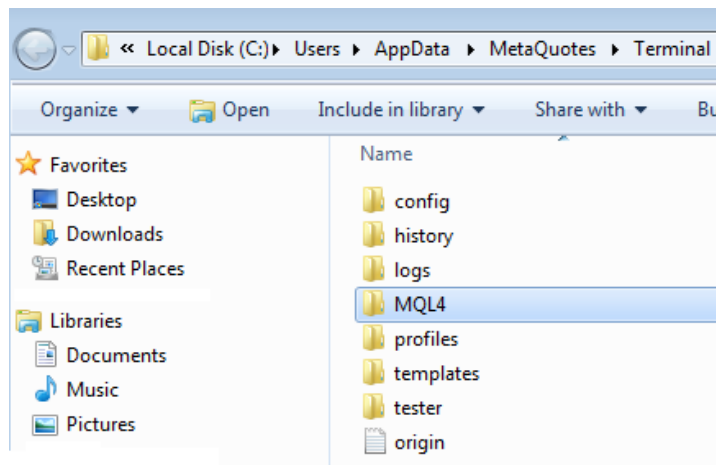 « Local Disk (C:) ▸ Users ▸ AppData ▸ MetaQuotes ▸ Terminal
Organize ▾ Open Include in library ▾ Share with ▾ Bu
Favorites
Desktop
Downloads
Recent Places
Libraries
Documents
Music
Pictures
Name
config
history
logs
MQL4
profiles
templates
tester
origin